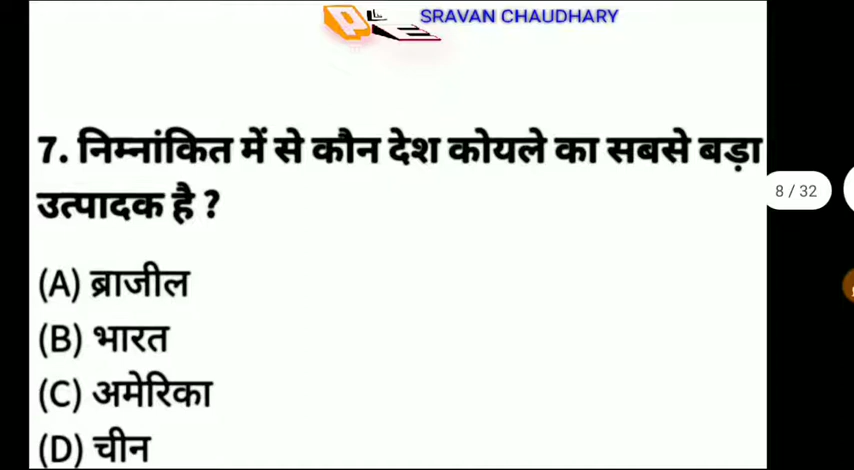 SRAVAN CHAUDHARY
7. निम्नांकित में से कौन देश कोयले का सबसे बड़ा
उत्पादक है ?
8 / 32
(A) ब्राजील
(B) भारत
(C) अमेरिका
(D) चीन